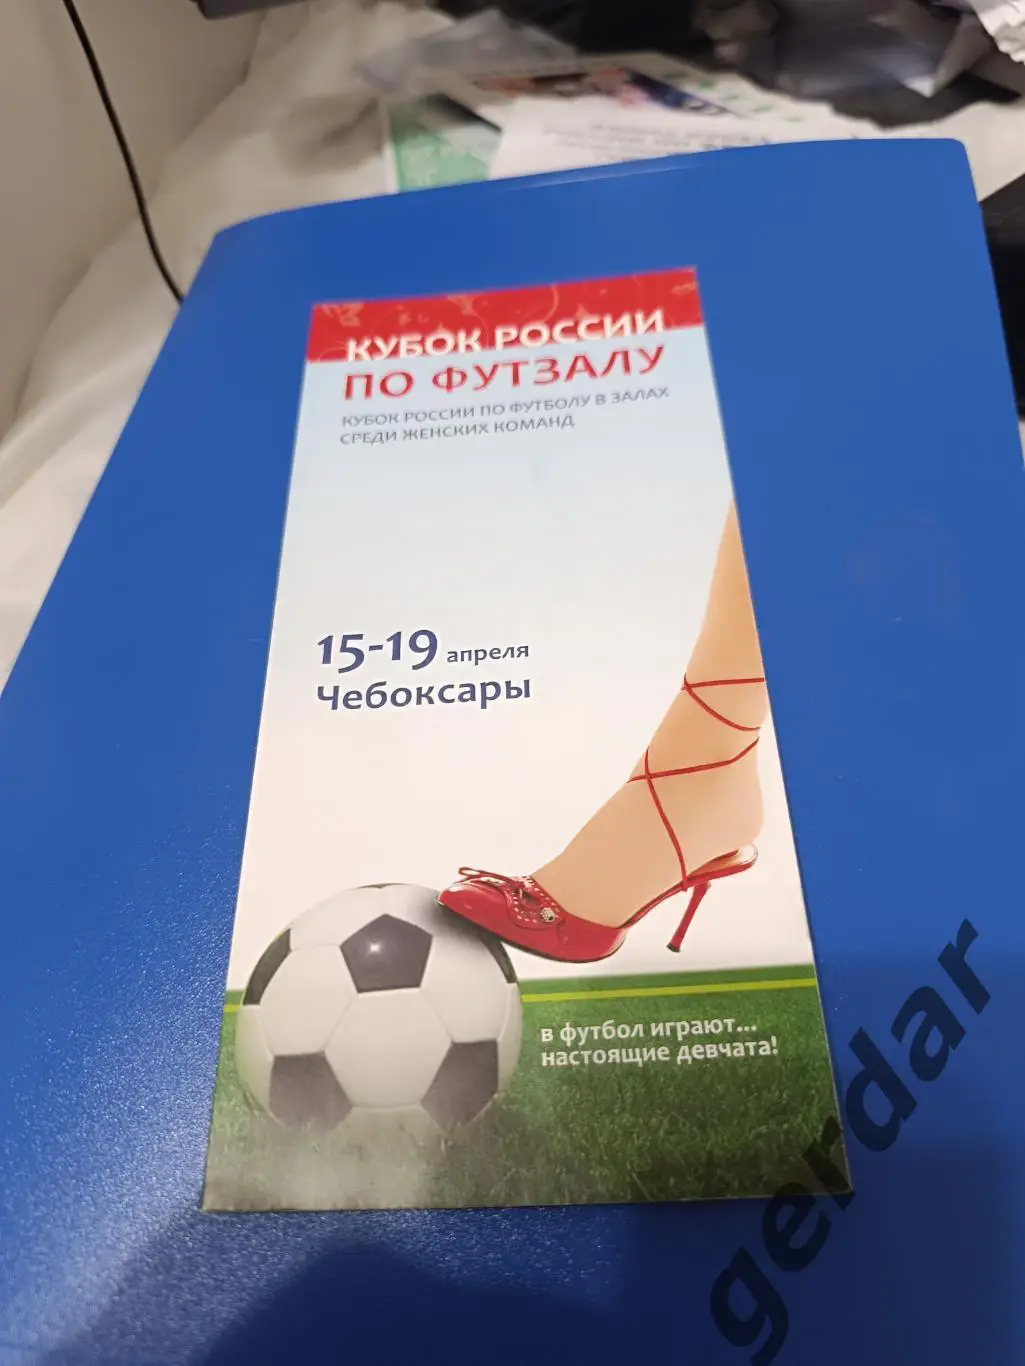 КУБОК РОССИИ
ПО ФУТЗАЛУ
КУБОК РОССИИ ПО ФУТБОЛУ В ЗАЛАХ
СРЕДИ ЖЕНСКИХ КОМАНД
15-19 апреля
Чебоксары
в футбол играют...
настоящие девчата!
gerdar